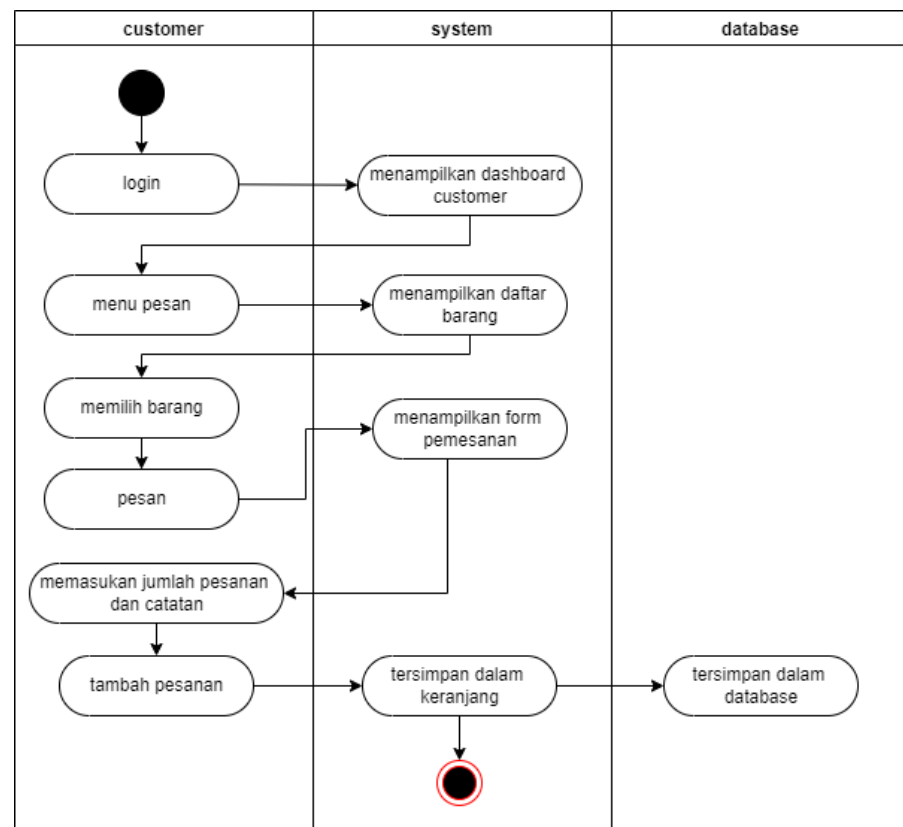 customer
system
database
login
menampilkan dashboard
customer
menu pesan
menampilkan daftar
barang
memilih barang
menampilkan form
pemesanan
pesan
memasukan jumlah pesanan
dan catatan
tambah pesanan
tersimpan dalam
keranjang
tersimpan dalam
database